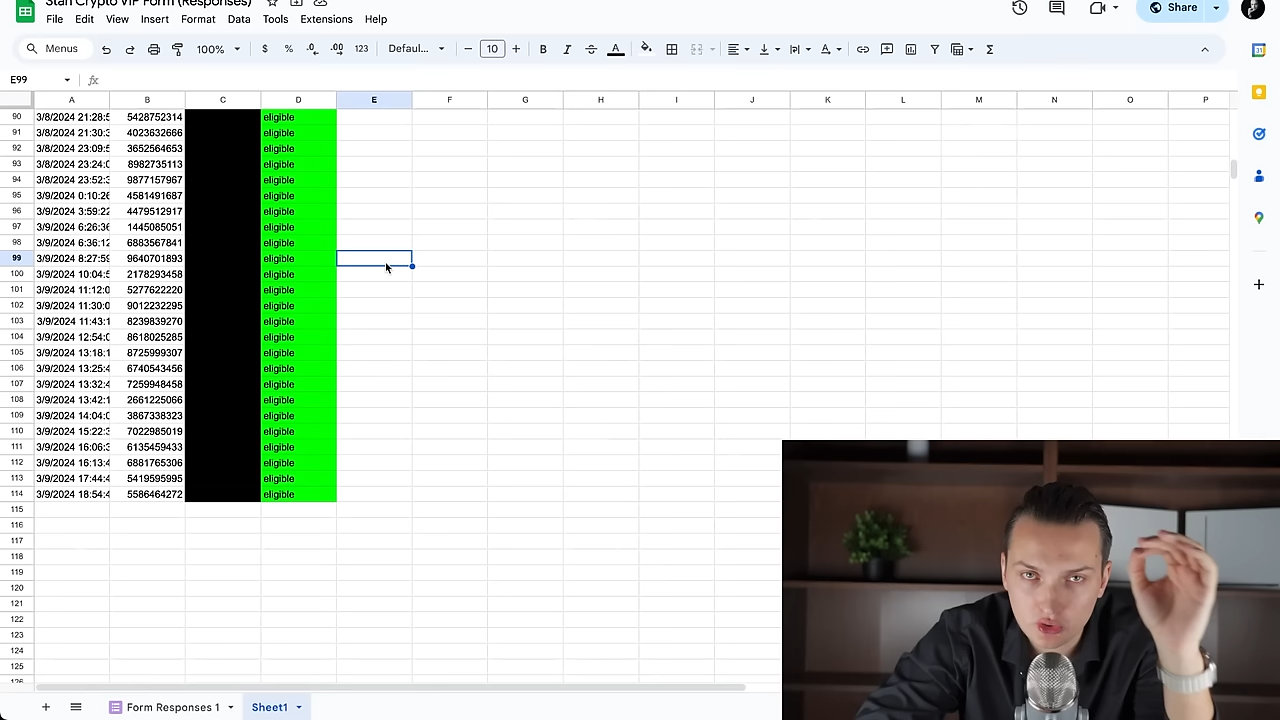 Stan Crypto VIP Form (Responses)
File Edit View Insert Format Data Tools Extensions Help
Share
Menus 100% $ % .0 .00 123 Defaul... 10 B I A
E99 fx
A B C D E F G H I J K L M N O P
90 3/8/2024 21:28:5 5428752314 eligible
91 3/8/2024 21:30:3 4023632666 eligible
92 3/8/2024 23:09:5 3652564653 eligible
93 3/8/2024 23:24:0 8982735113 eligible
94 3/8/2024 23:52:3 9877157967 eligible
95 3/9/2024 0:10:26 4581491687 eligible
96 3/9/2024 3:59:22 4479512917 eligible
97 3/9/2024 6:26:36 1445085051 eligible
98 3/9/2024 6:36:12 6883567841 eligible
99 3/9/2024 8:27:59 9640701893 eligible
100 3/9/2024 10:04:5 2178293458 eligible
101 3/9/2024 11:12:0 5277622220 eligible
102 3/9/2024 11:30:0 9012232295 eligible
103 3/9/2024 11:43:1 8239839270 eligible
104 3/9/2024 12:54:0 8618025285 eligible
105 3/9/2024 13:18:1 8725999307 eligible
106 3/9/2024 13:25:4 6740543456 eligible
107 3/9/2024 13:32:4 7259948458 eligible
108 3/9/2024 13:42:1 2661225066 eligible
109 3/9/2024 14:04:0 3867338323 eligible
110 3/9/2024 15:22:3 7022985019 eligible
111 3/9/2024 16:06:3 6135459433 eligible
112 3/9/2024 16:13:4 6881765306 eligible
113 3/9/2024 17:44:4 5419595995 eligible
114 3/9/2024 18:54:4 5586464272 eligible
115
116
117
118
119
120
121
122
123
124
125
126
Form Responses 1 Sheet1